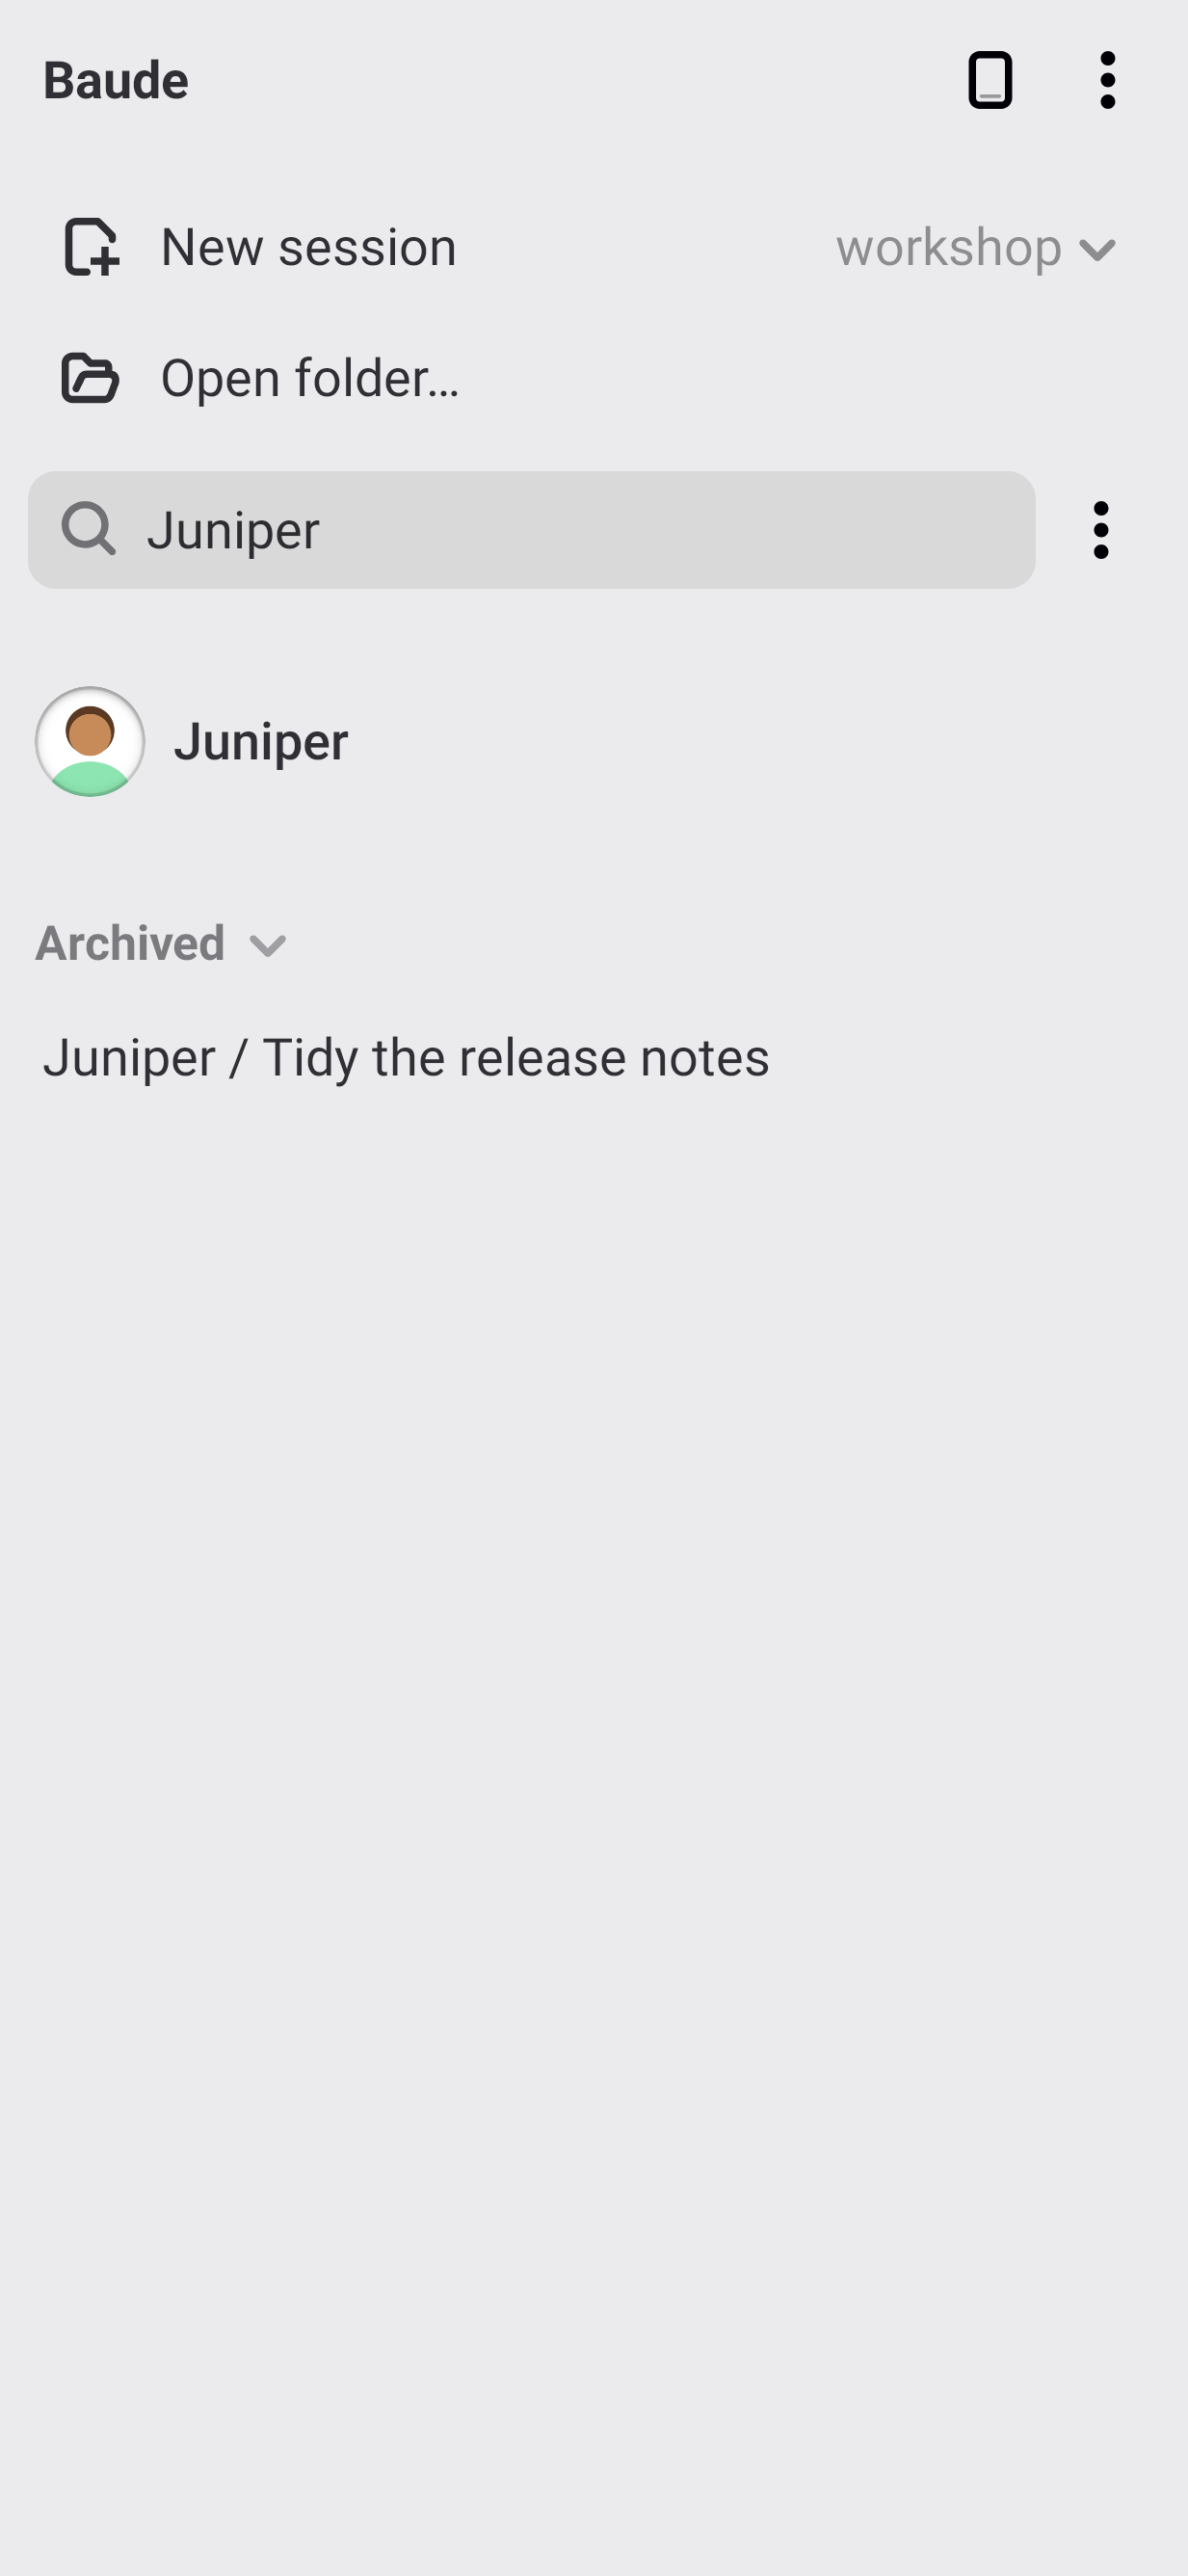 Baude
New session workshop
Open folder...
Juniper
Juniper
Archived
Juniper / Tidy the release notes